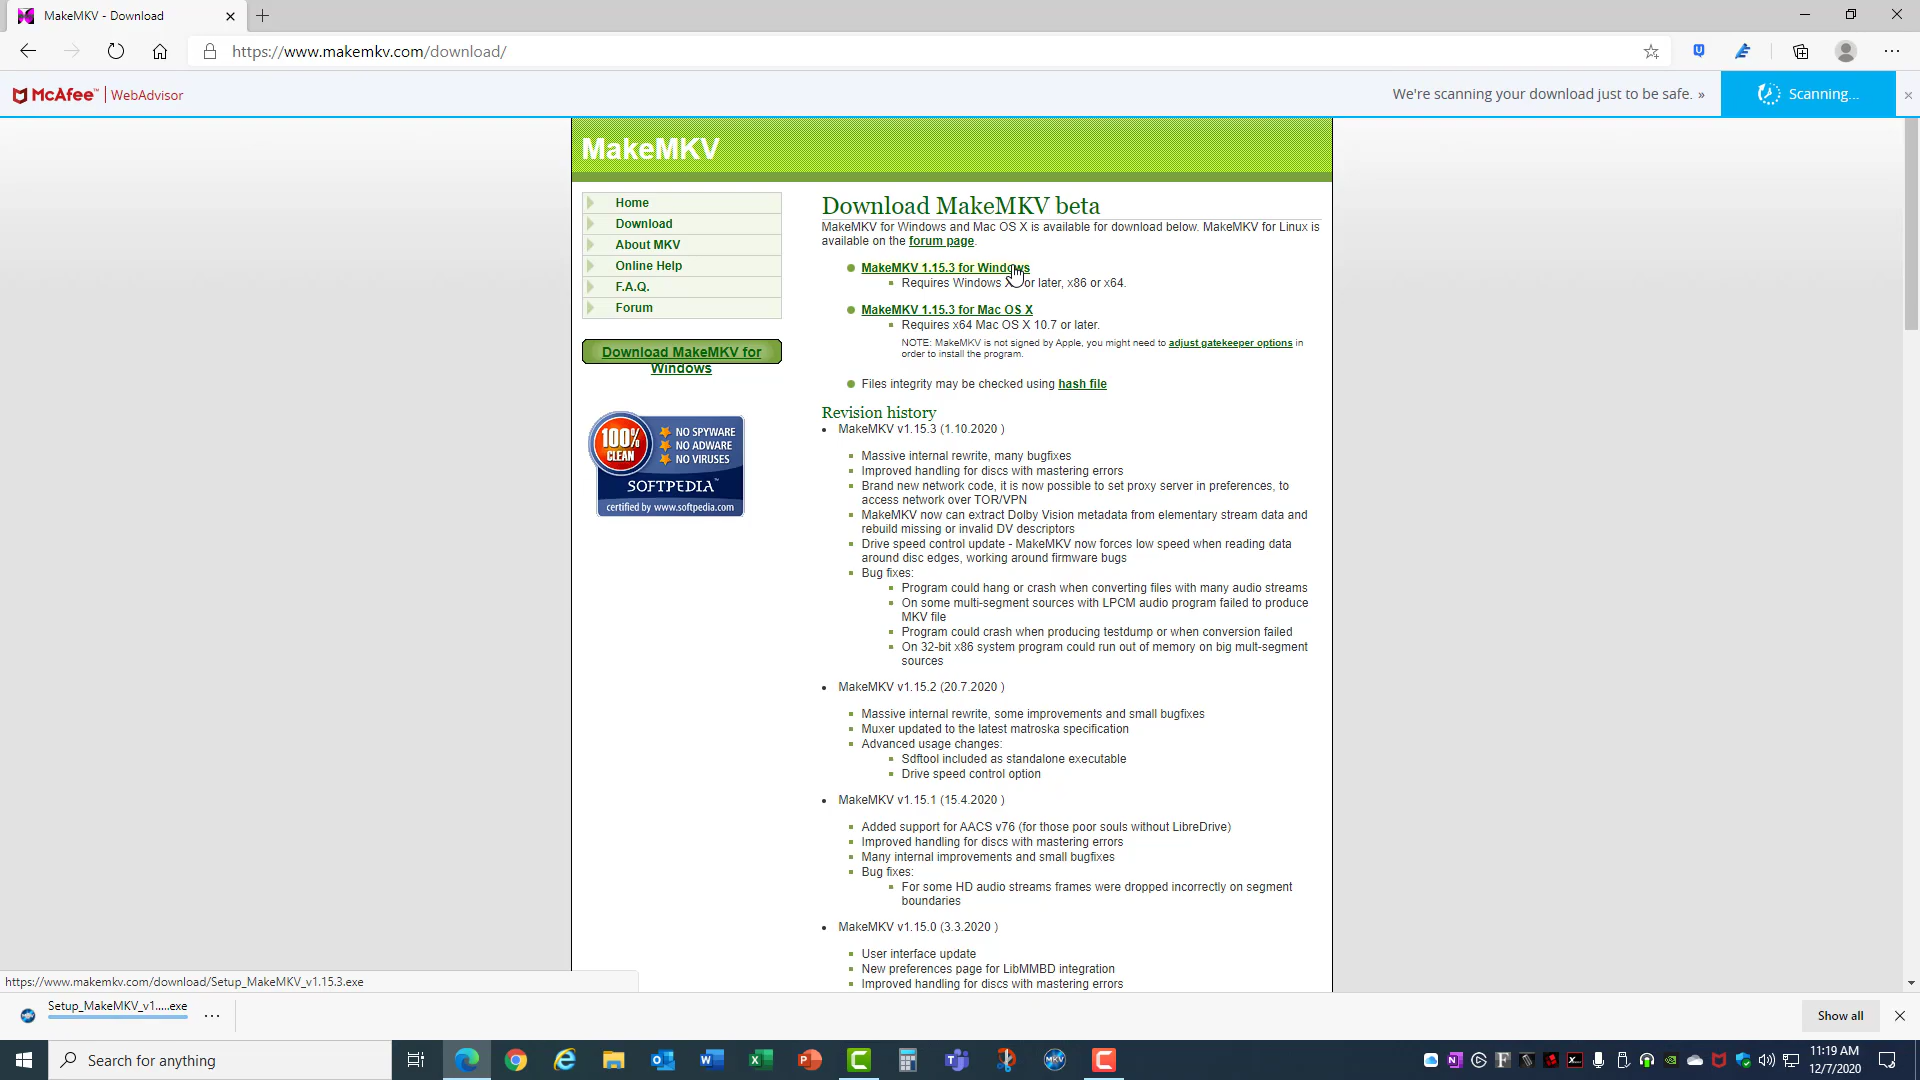 MakeMKV - Download
https://www.makemkv.com/download/
McAfee™ | WebAdvisor
We're scanning your download just to be safe. »
Scanning...
MakeMKV
Home
Download
About MKV
Online Help
F.A.Q.
Forum
Download MakeMKV for
Windows
100%
CLEAN
NO SPYWARE
NO ADWARE
NO VIRUSES
SOFTPEDIA™
certified by www.softpedia.com
Download MakeMKV beta
MakeMKV for Windows and Mac OS X is available for download below. MakeMKV for Linux is
available on the forum page.
MakeMKV 1.15.3 for Windows
Requires Windows X or later, x86 or x64.
MakeMKV 1.15.3 for Mac OS X
Requires x64 Mac OS X 10.7 or later.
NOTE: MakeMKV is not signed by Apple, you might need to adjust gatekeeper options in
order to install the program.
Files integrity may be checked using hash file
Revision history
MakeMKV v1.15.3 (1.10.2020 )
Massive internal rewrite, many bugfixes
Improved handling for discs with mastering errors
Brand new network code, it is now possible to set proxy server in preferences, to
access network over TOR/VPN
MakeMKV now can extract Dolby Vision metadata from elementary stream data and
rebuild missing or invalid DV descriptors
Drive speed control update - MakeMKV now forces low speed when reading data
around disc edges, working around firmware bugs
Bug fixes:
Program could hang or crash when converting files with many audio streams
On some multi-segment sources with LPCM audio program failed to produce
MKV file
Program could crash when producing testdump or when conversion failed
On 32-bit x86 system program could run out of memory on big mult-segment
sources
MakeMKV v1.15.2 (20.7.2020 )
Massive internal rewrite, some improvements and small bugfixes
Muxer updated to the latest matroska specification
Advanced usage changes:
Sdftool included as standalone executable
Drive speed control option
MakeMKV v1.15.1 (15.4.2020 )
Added support for AACS v76 (for those poor souls without LibreDrive)
Improved handling for discs with mastering errors
Many internal improvements and small bugfixes
Bug fixes:
For some HD audio streams frames were dropped incorrectly on segment
boundaries
MakeMKV v1.15.0 (3.3.2020 )
User interface update
New preferences page for LibMMBD integration
Improved handling for discs with mastering errors
https://www.makemkv.com/download/Setup_MakeMKV_v1.15.3.exe
Setup_MakeMKV_v1.....exe
Show all
Search for anything
11:19 AM
12/7/2020